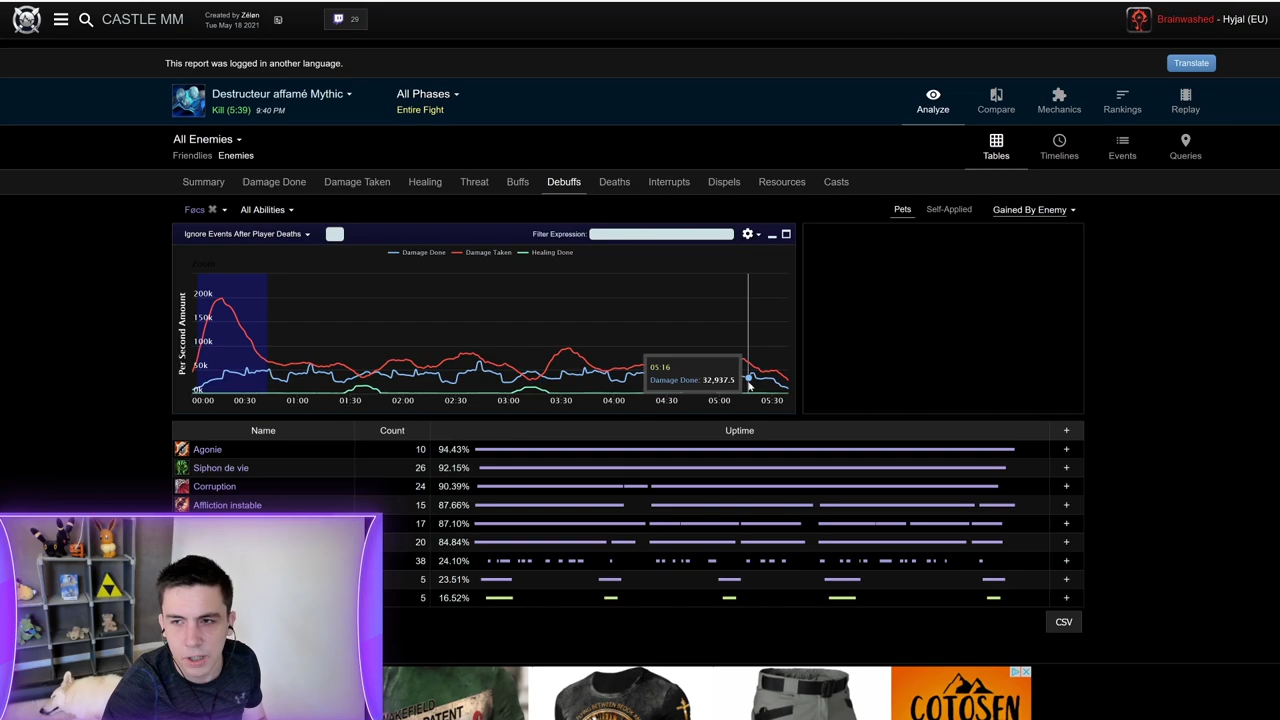 CASTLE MM
Created by Zéløn
Tue May 18 2021
29
Brainwashed - Hyjal (EU)
This report was logged in another language.
Translate
Destructeur affamé Mythic
Kill (5:39) 9:40 PM
All Phases
Entire Fight
Analyze
Compare
Mechanics
Rankings
Replay
All Enemies
Friendlies Enemies
Tables
Timelines
Events
Queries
Summary
Damage Done
Damage Taken
Healing
Threat
Buffs
Debuffs
Deaths
Interrupts
Dispels
Resources
Casts
Føcs
All Abilities
Pets
Self-Applied
Gained By Enemy
Ignore Events After Player Deaths
Filter Expression:
Damage Done
Damage Taken
Healing Done
Zoom
Per Second Amount
200k
150k
100k
50k
0k
05:16
Damage Done: 32,937.5
00:00 00:30 01:00 01:30 02:00 02:30 03:00 03:30 04:00 04:30 05:00 05:30
Name Count Uptime +
Agonie 10 94.43% +
Siphon de vie 26 92.15% +
Corruption 24 90.39% +
Affliction instable 15 87.66% +
17 87.10% +
20 84.84% +
38 24.10% +
5 23.51% +
5 16.52% +
CSV
WAKEFIELD
COTOSEN